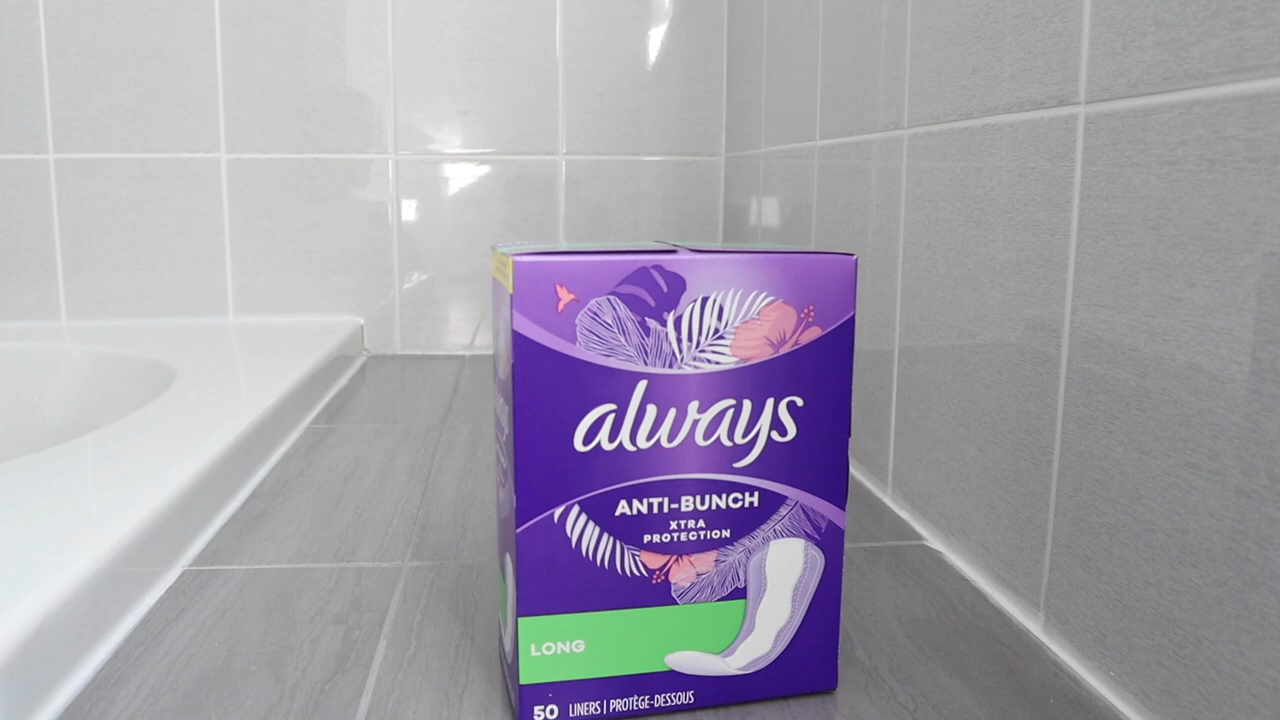 always
ANTI-BUNCH
XTRA
PROTECTION
LONG
50 LINERS | PROTÈGE-DESSOUS